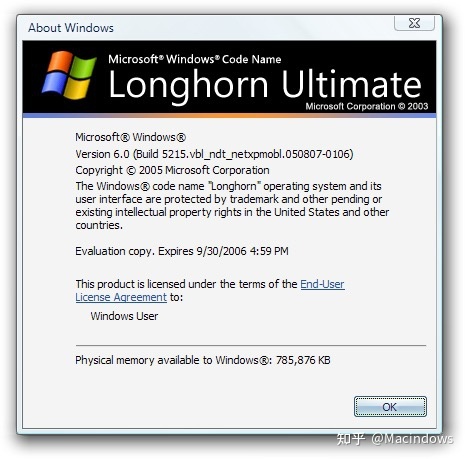 About Windows
Microsoft® Windows® Code Name
Longhorn Ultimate
Microsoft Corporation © 2003
Microsoft® Windows®
Version 6.0 (Build 5215.vbl_ndt_netxpmobl.050807-0106)
Copyright © 2005 Microsoft Corporation
The Windows® code name "Longhorn" operating system and its
user interface are protected by trademark and other pending or
existing intellectual property rights in the United States and other
countries.
Evaluation copy. Expires 9/30/2006 4:59 PM
This product is licensed under the terms of the End-User
License Agreement to:
Windows User
Physical memory available to Windows®: 785,876 KB
OK
知乎 @Macindows